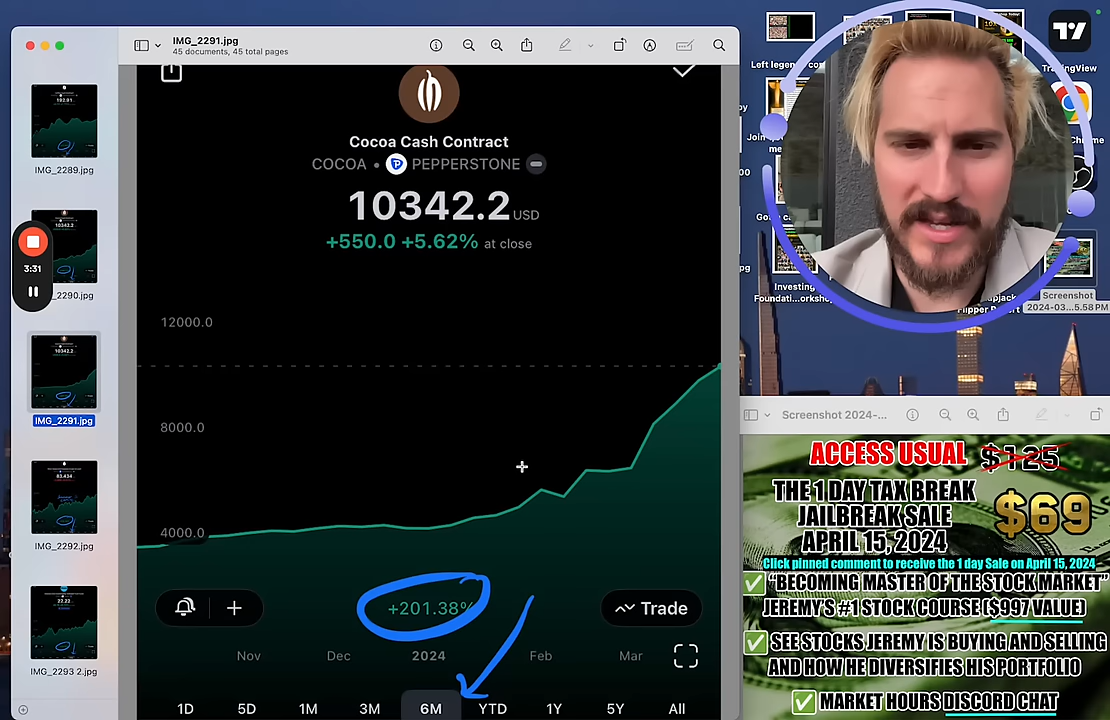 IMG_2291.jpg
45 documents, 45 total pages
IMG_2289.jpg
3:31
_2290.jpg
IMG_2291.jpg
IMG_2292.jpg
IMG_2293 2.jpg
Cocoa Cash Contract
COCOA • PEPPERSTONE
10342.2 USD
+550.0 +5.62% at close
12000.0
8000.0
4000.0
+201.38%
Trade
Nov Dec 2024 Feb Mar
1D 5D 1M 3M 6M YTD 1Y 5Y All
TradingView
Chrome
Investing
Foundati...orksh
Flipper
Screenshot
2024-03...5.58 PM
Screenshot 2024-...
ACCESS USUAL $125
THE 1 DAY TAX BREAK
JAILBREAK SALE
APRIL 15, 2024
$69
Click pinned comment to receive the 1 day Sale on April 15, 2024
“BECOMING MASTER OF THE STOCK MARKET”
JEREMY'S #1 STOCK COURSE ($997 VALUE)
SEE STOCKS JEREMY IS BUYING AND SELLING
AND HOW HE DIVERSIFIES HIS PORTFOLIO
MARKET HOURS DISCORD CHAT